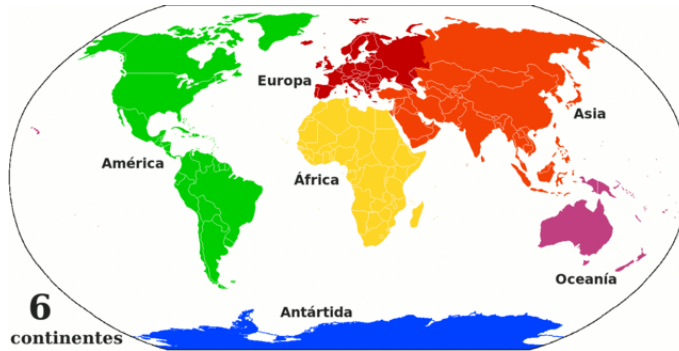 Europa
Asia
América
África
Oceanía
Antártida
6
continentes